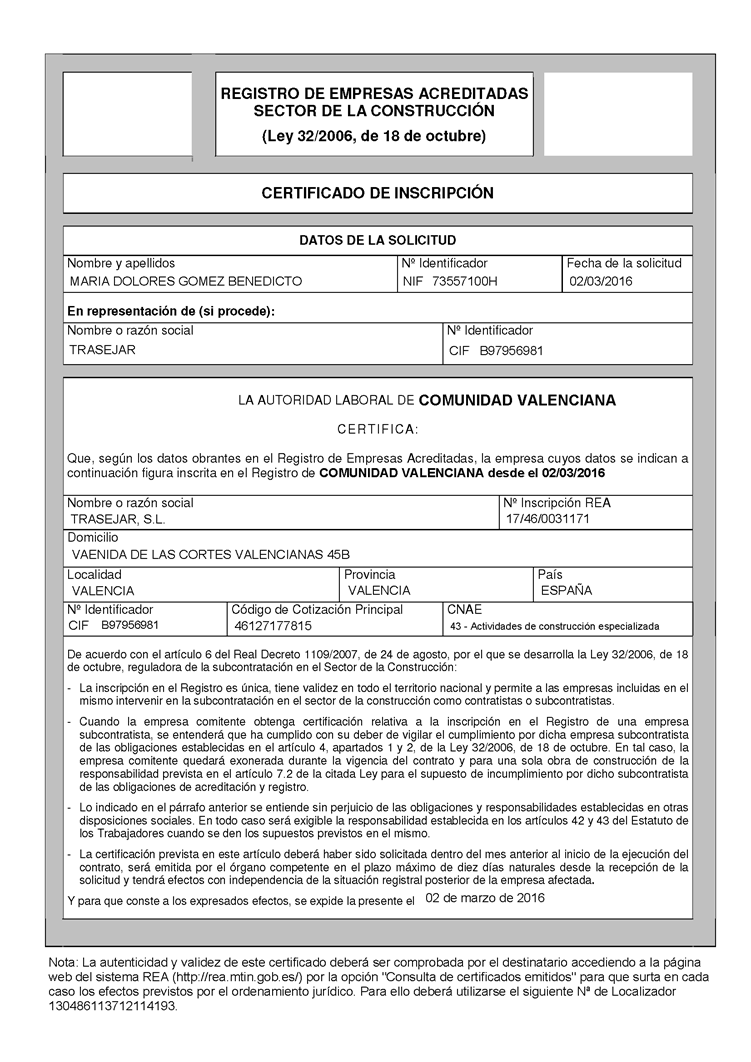 REGISTRO DE EMPRESAS ACREDITADAS
SECTOR DE LA CONSTRUCCIÓN
(Ley 32/2006, de 18 de octubre)
CERTIFICADO DE INSCRIPCIÓN
DATOS DE LA SOLICITUD
Nombre y apellidos
Nº Identificador
Fecha de la solicitud
MARIA DOLORES GOMEZ BENEDICTO
NIF 73557100H
02/03/2016
En representación de (si procede):
Nombre o razón social
Nº Identificador
TRASEJAR
CIF B97956981
LA AUTORIDAD LABORAL DE COMUNIDAD VALENCIANA
CERTIFICA:
Que, según los datos obrantes en el Registro de Empresas Acreditadas, la empresa cuyos datos se indican a
continuación figura inscrita en el Registro de COMUNIDAD VALENCIANA desde el 02/03/2016
Nombre o razón social
Nº Inscripción REA
TRASEJAR, S.L.
17/46/0031171
Domicilio
VAENIDA DE LAS CORTES VALENCIANAS 45B
Localidad
Provincia
País
VALENCIA
VALENCIA
ESPAÑA
Nº Identificador
Código de Cotización Principal
CNAE
CIF B97956981
46127177815
43 - Actividades de construcción especializada
De acuerdo con el artículo 6 del Real Decreto 1109/2007, de 24 de agosto, por el que se desarrolla la Ley 32/2006, de 18
de octubre, reguladora de la subcontratación en el Sector de la Construcción:
- La inscripción en el Registro es única, tiene validez en todo el territorio nacional y permite a las empresas incluidas en el
mismo intervenir en la subcontratación en el sector de la construcción como contratistas o subcontratistas.
- Cuando la empresa comitente obtenga certificación relativa a la inscripción en el Registro de una empresa
subcontratista, se entenderá que ha cumplido con su deber de vigilar el cumplimiento por dicha empresa subcontratista
de las obligaciones establecidas en el artículo 4, apartados 1 y 2, de la Ley 32/2006, de 18 de octubre. En tal caso, la
empresa comitente quedará exonerada durante la vigencia del contrato y para una sola obra de construcción de la
responsabilidad prevista en el artículo 7.2 de la citada Ley para el supuesto de incumplimiento por dicho subcontratista
de las obligaciones de acreditación y registro.
- Lo indicado en el párrafo anterior se entiende sin perjuicio de las obligaciones y responsabilidades establecidas en otras
disposiciones sociales. En todo caso será exigible la responsabilidad establecida en los artículos 42 y 43 del Estatuto de
los Trabajadores cuando se den los supuestos previstos en el mismo.
- La certificación prevista en este artículo deberá haber sido solicitada dentro del mes anterior al inicio de la ejecución del
contrato, será emitida por el órgano competente en el plazo máximo de diez días naturales desde la recepción de la
solicitud y tendrá efectos con independencia de la situación registral posterior de la empresa afectada.
Y para que conste a los expresados efectos, se expide la presente el 02 de marzo de 2016
Nota: La autenticidad y validez de este certificado deberá ser comprobada por el destinatario accediendo a la página
web del sistema REA (http://rea.mtin.gob.es/) por la opción "Consulta de certificados emitidos" para que surta en cada
caso los efectos previstos por el ordenamiento jurídico. Para ello deberá utilizarse el siguiente Nª de Localizador
130486113712114193.